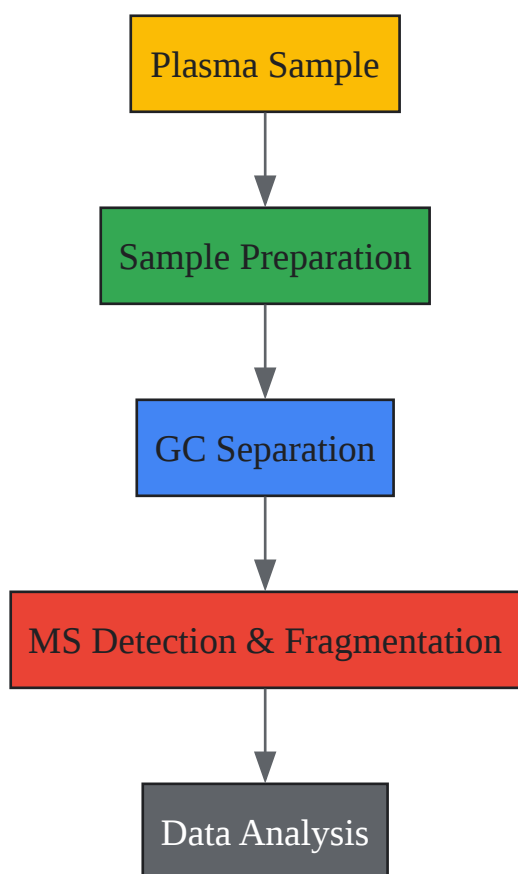 Plasma Sample
Sample Preparation
GC Separation
MS Detection & Fragmentation
Data Analysis